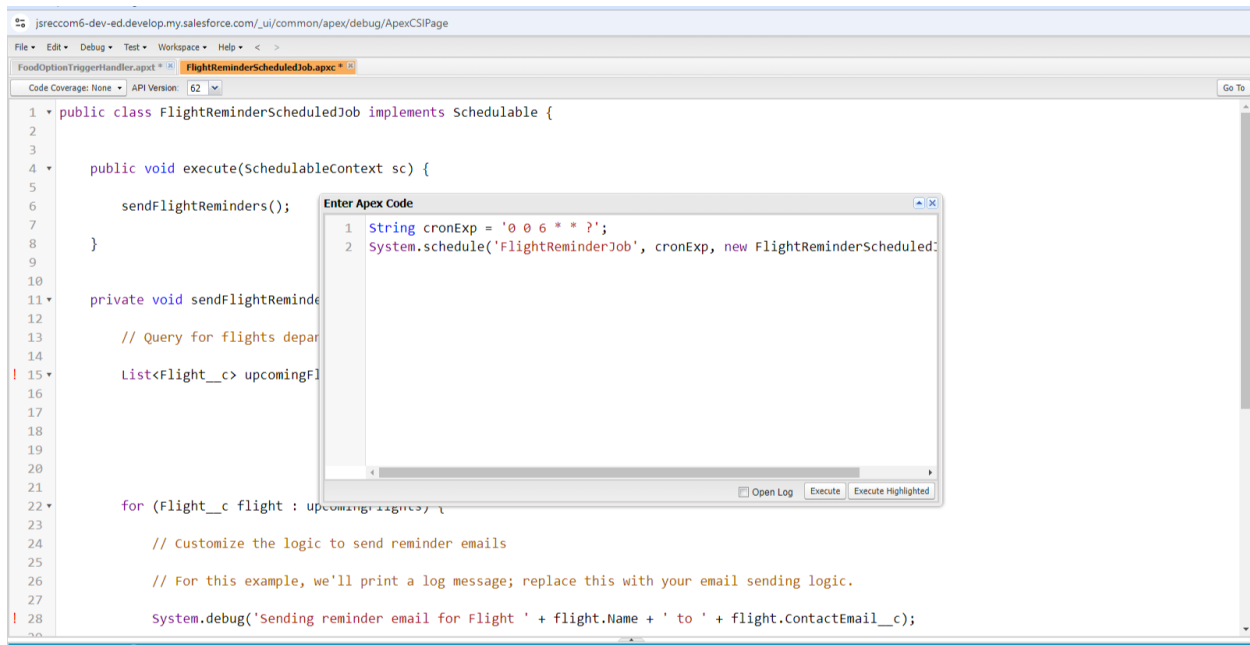 jsreccom6-dev-ed.develop.my.salesforce.com/_ui/common/apex/debug/ApexCSIPage
File Edit Debug Test Workspace Help < >
FoodOptionTriggerHandler.apxt * FlightReminderScheduledJob.apxc *
Code Coverage: None API Version: 62 Go To
1 public class FlightReminderScheduledJob implements Schedulable {
2
3
4 public void execute(SchedulableContext sc) {
5
6 sendFlightReminders();
7
8 }
9
10
11 private void sendFlightReminde
12
13 // Query for flights depar
14
! 15 List<Flight__c> upcomingFl
16
17
18
19
20
21
22 for (Flight__c flight : upcomingFlights) {
23
24 // Customize the logic to send reminder emails
25
26 // For this example, we'll print a log message; replace this with your email sending logic.
27
! 28 System.debug('Sending reminder email for Flight ' + flight.Name + ' to ' + flight.ContactEmail__c);
Enter Apex Code
1 String cronExp = '0 0 6 * * ?';
2 System.schedule('FlightReminderJob', cronExp, new FlightReminderScheduledJ
Open Log Execute Execute Highlighted